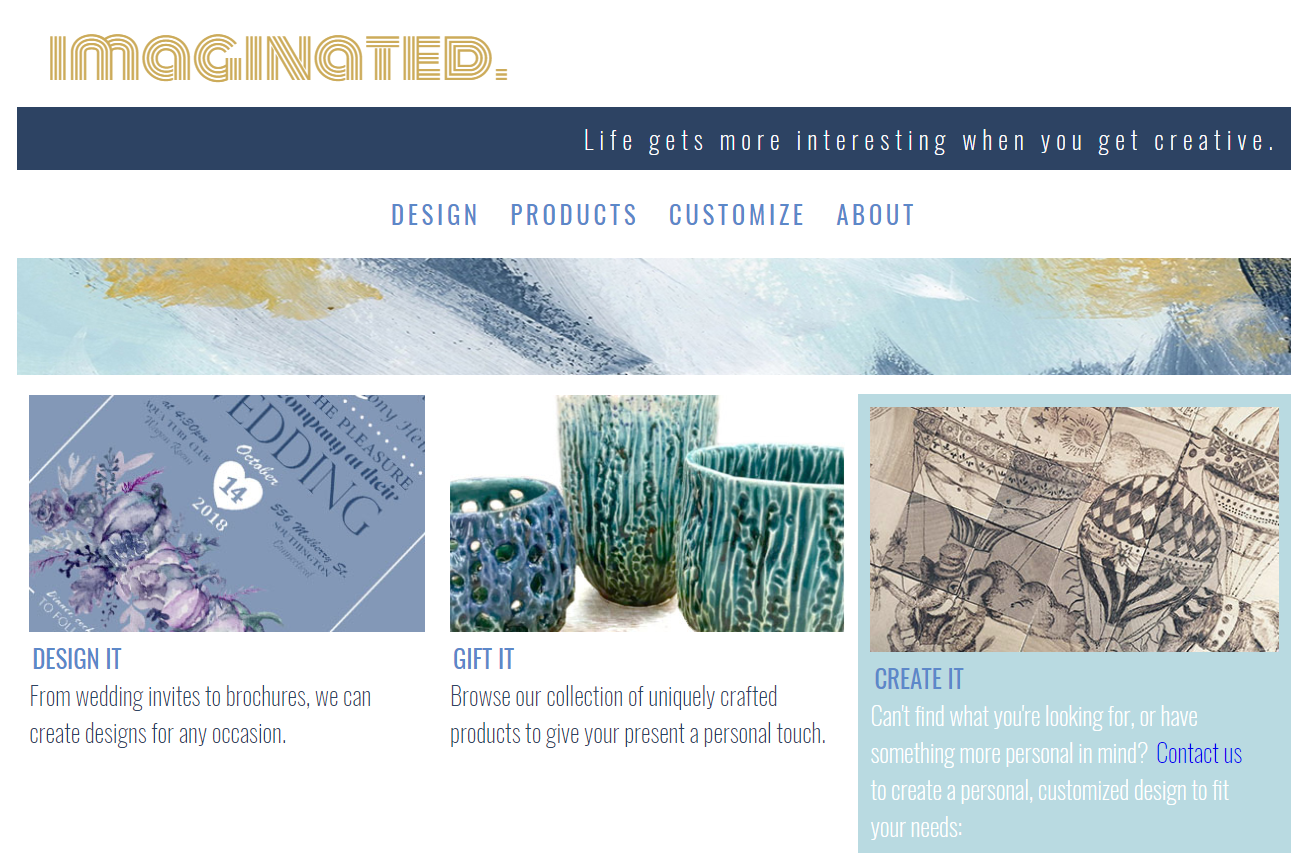 IMAGINATED.
Life gets more interesting when you get creative.
DESIGN PRODUCTS CUSTOMIZE ABOUT
at 4:30pm
October
14
2018
WEDDING
THE PLEASURE
company at their
556 Mulberry St.
SOUTHINGTON
Connecticut
TO FOLL
DESIGN IT
From wedding invites to brochures, we can
create designs for any occasion.
GIFT IT
Browse our collection of uniquely crafted
products to give your present a personal touch.
CREATE IT
Can't find what you're looking for, or have
something more personal in mind? Contact us
to create a personal, customized design to fit
your needs: